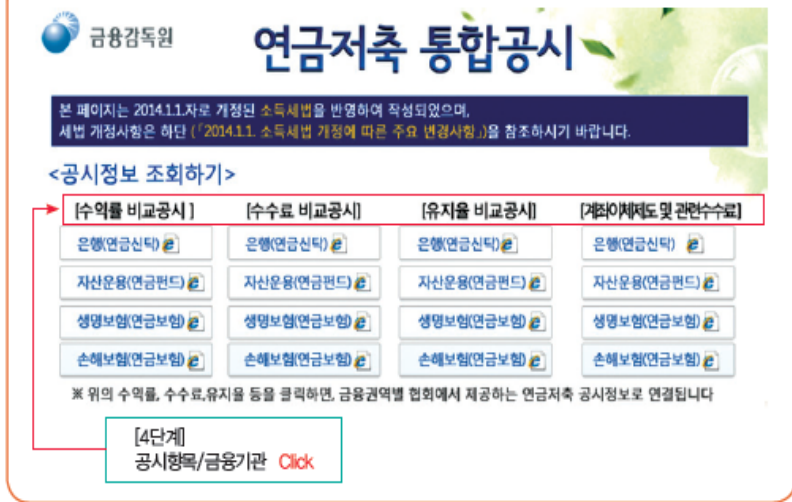 금융감독원
연금저축 통합공시
본 페이지는 2014.1.1.자로 개정된 소득세법을 반영하여 작성되었으며,
세법 개정사항은 하단 (「2014.1.1. 소득세법 개정에 따른 주요 변경사항」)을 참조하시기 바랍니다.
<공시정보 조회하기>
[수익률 비교공시 ] [수수료 비교공시] [유지율 비교공시] [계좌이체제도 및 관련수수료]
은행(연금신탁) 은행(연금신탁) 은행(연금신탁) 은행(연금신탁)
자산운용(연금펀드) 자산운용(연금펀드) 자산운용(연금펀드) 자산운용(연금펀드)
생명보험(연금보험) 생명보험(연금보험) 생명보험(연금보험) 생명보험(연금보험)
손해보험(연금보험) 손해보험(연금보험) 손해보험(연금보험) 손해보험(연금보험)
※ 위의 수익률, 수수료,유지율 등을 클릭하면, 금융권역별 협회에서 제공하는 연금저축 공시정보로 연결됩니다
[4단계]
공시항목/금융기관 Click